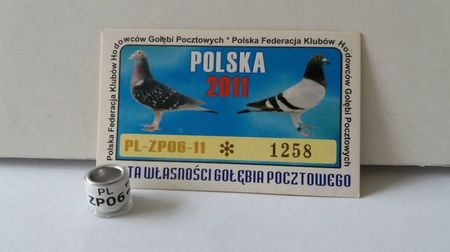 Polska Federacja Klubów Hodowców Gołębi Pocztowych * Polska Federacja Klubów Hodowców Gołębi Pocztowych
POLSKA
2011
PL-ZP06-11 * 1258
TA WŁASNOŚCI GOŁĘBIA POCZTOWEGO
PL
ZP06